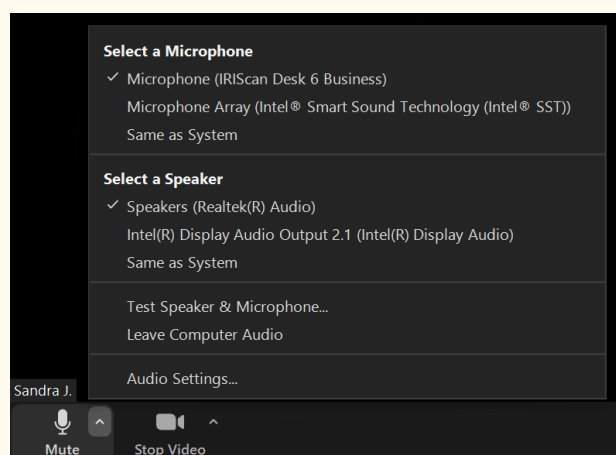 Select a Microphone
Microphone (IRIScan Desk 6 Business)
Microphone Array (Intel® Smart Sound Technology (Intel® SST))
Same as System
Select a Speaker
Speakers (Realtek(R) Audio)
Intel(R) Display Audio Output 2.1 (Intel(R) Display Audio)
Same as System
Test Speaker & Microphone...
Leave Computer Audio
Audio Settings...
Sandra J.
Mute Stop Video